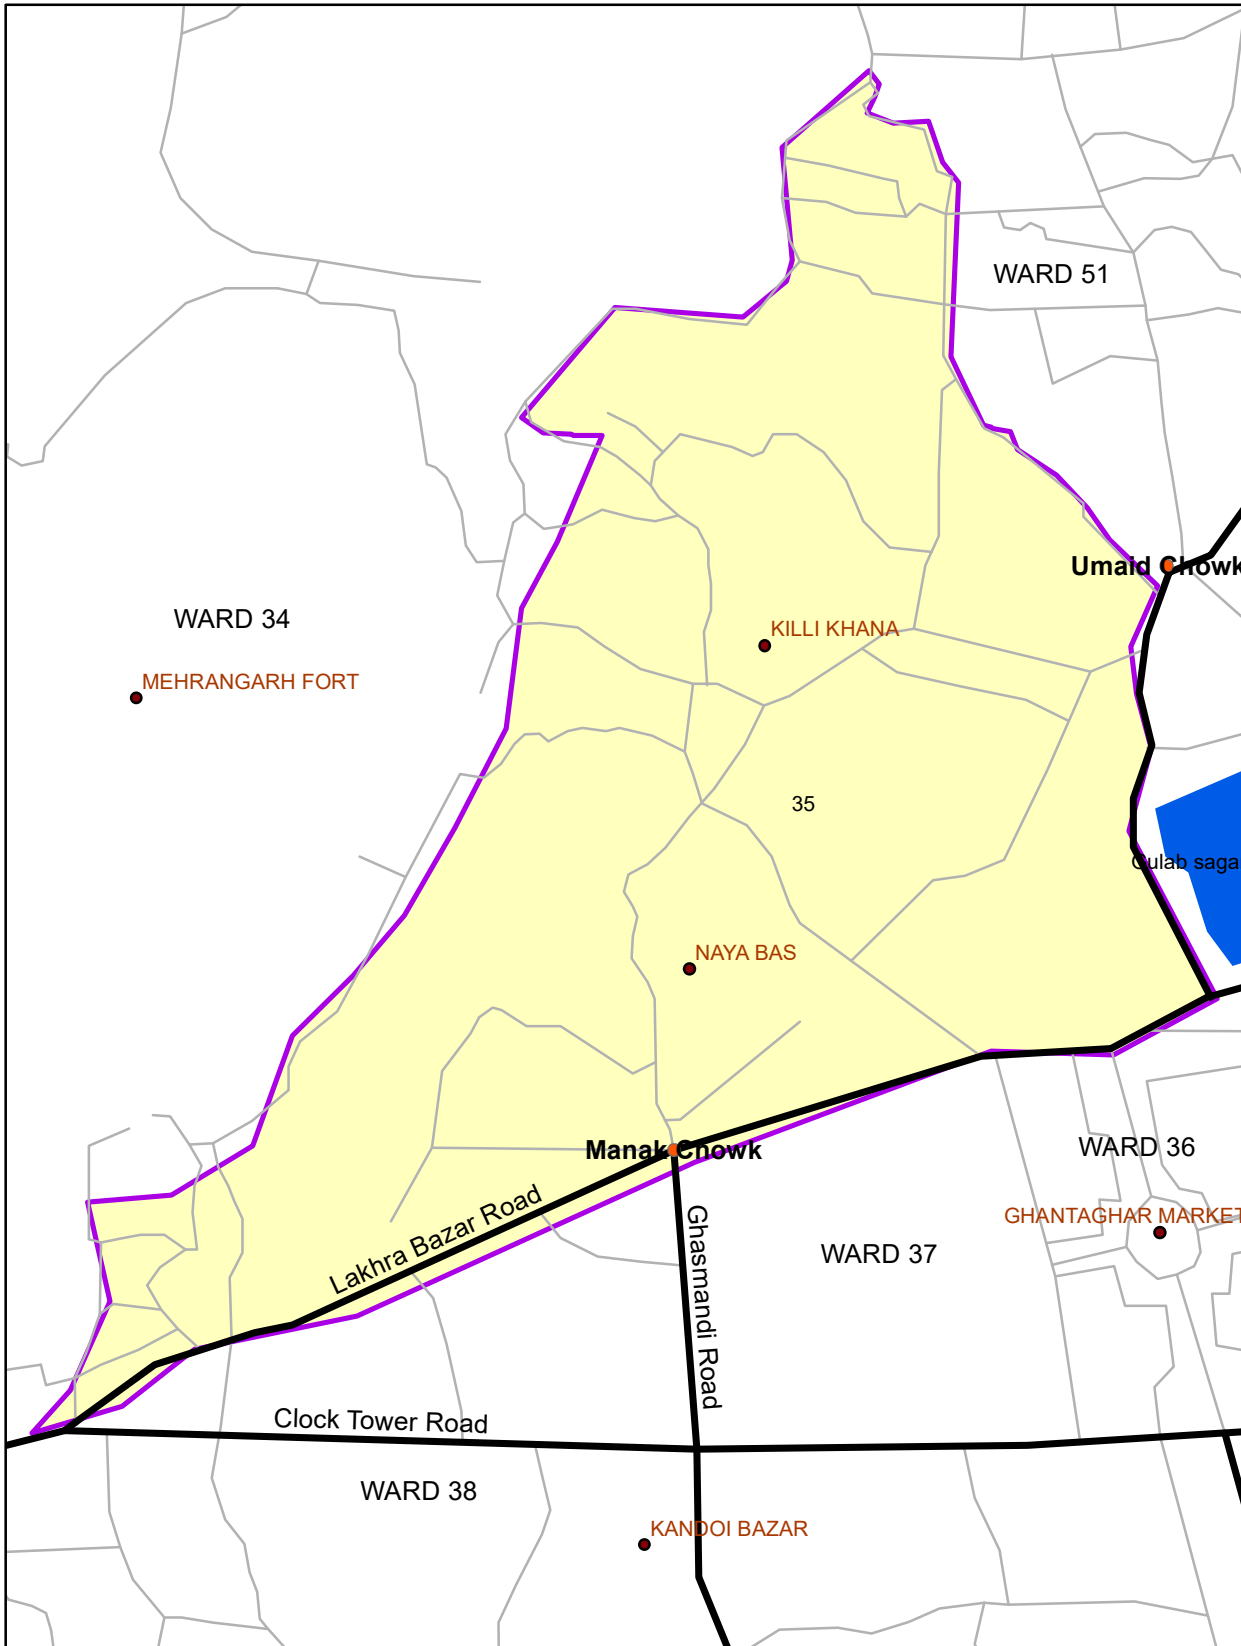 WARD 51
Umaid Chowk
WARD 34
KILLI KHANA
MEHRANGARH FORT
35
Gulab saga
NAYA BAS
Manak Chowk
WARD 36
Lakhra Bazar Road
GHANTAGHAR MARKET
Ghasmandi Road
WARD 37
Clock Tower Road
WARD 38
KANDOI BAZAR